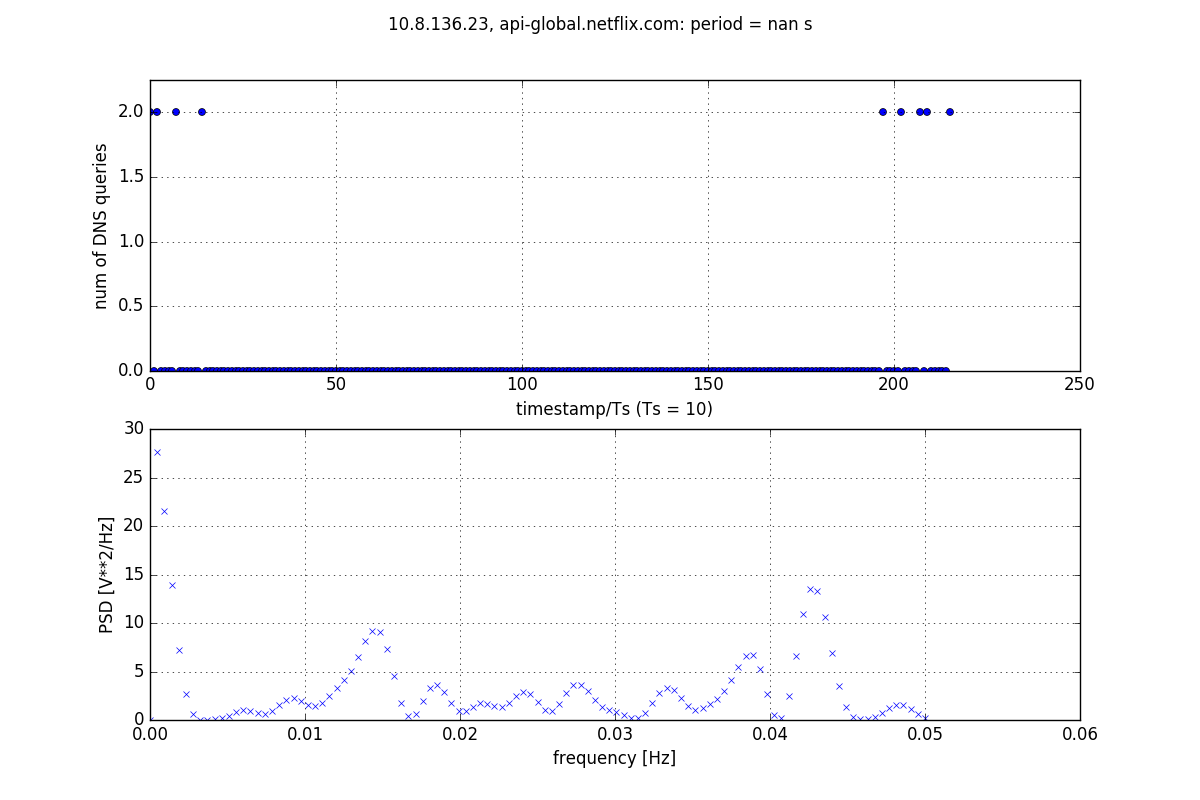 10.8.136.23, api-global.netflix.com: period = nan s
num of DNS queries
2.0
1.5
1.0
0.5
0.0
0 50 100 150 200 250
timestamp/Ts (Ts = 10)
PSD [V**2/Hz]
30
25
20
15
10
5
0
0.00 0.01 0.02 0.03 0.04 0.05 0.06
frequency [Hz]